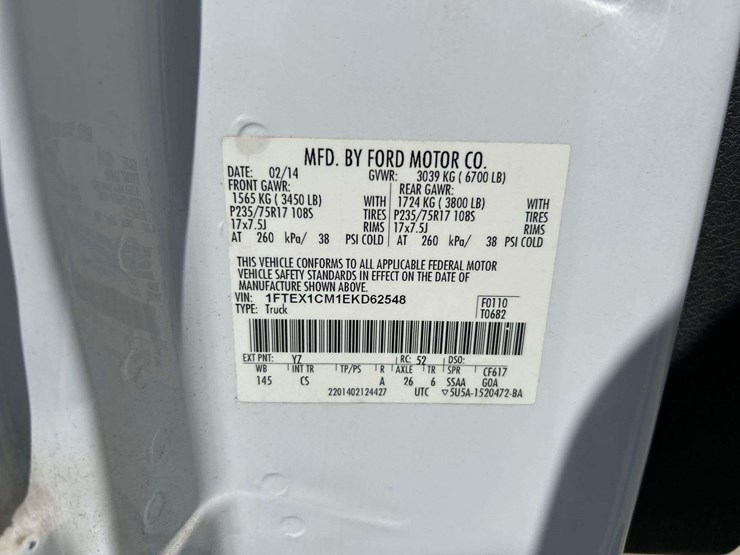 MFD. BY FORD MOTOR CO.
DATE: 02/14 GVWR: 3039 KG ( 6700 LB)
FRONT GAWR: REAR GAWR:
1565 KG ( 3450 LB) WITH 1724 KG ( 3800 LB) WITH
P235/75R17 108S TIRES P235/75R17 108S TIRES
17x7.5J RIMS 17x7.5J RIMS
AT 260 kPa/ 38 PSI COLD AT 260 kPa/ 38 PSI COLD
THIS VEHICLE CONFORMS TO ALL APPLICABLE FEDERAL MOTOR
VEHICLE SAFETY STANDARDS IN EFFECT ON THE DATE OF
MANUFACTURE SHOWN ABOVE.
VIN: 1FTEX1CM1EKD62548 F0110
TYPE: Truck T0682
EXT PNT: YZ RC: 52 DSO:
WB INT TR TP/PS R AXLE TR SPR CF617
145 CS A 26 6 SSAA GOA
2201402124427 UTC ▽5U5A-1520472-BA